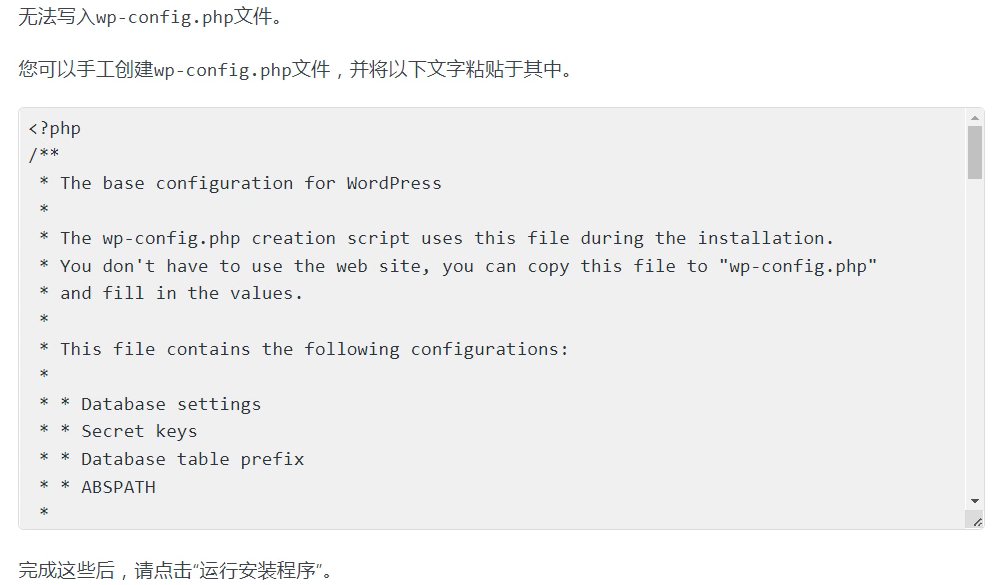 无法写入wp-config.php文件。
您可以手工创建wp-config.php文件，并将以下文字粘贴于其中。
<?php
/**
 * The base configuration for WordPress
 *
 * The wp-config.php creation script uses this file during the installation.
 * You don't have to use the web site, you can copy this file to "wp-config.php"
 * and fill in the values.
 *
 * This file contains the following configurations:
 *
 * * Database settings
 * * Secret keys
 * * Database table prefix
 * * ABSPATH
 *
完成这些后，请点击“运行安装程序”。